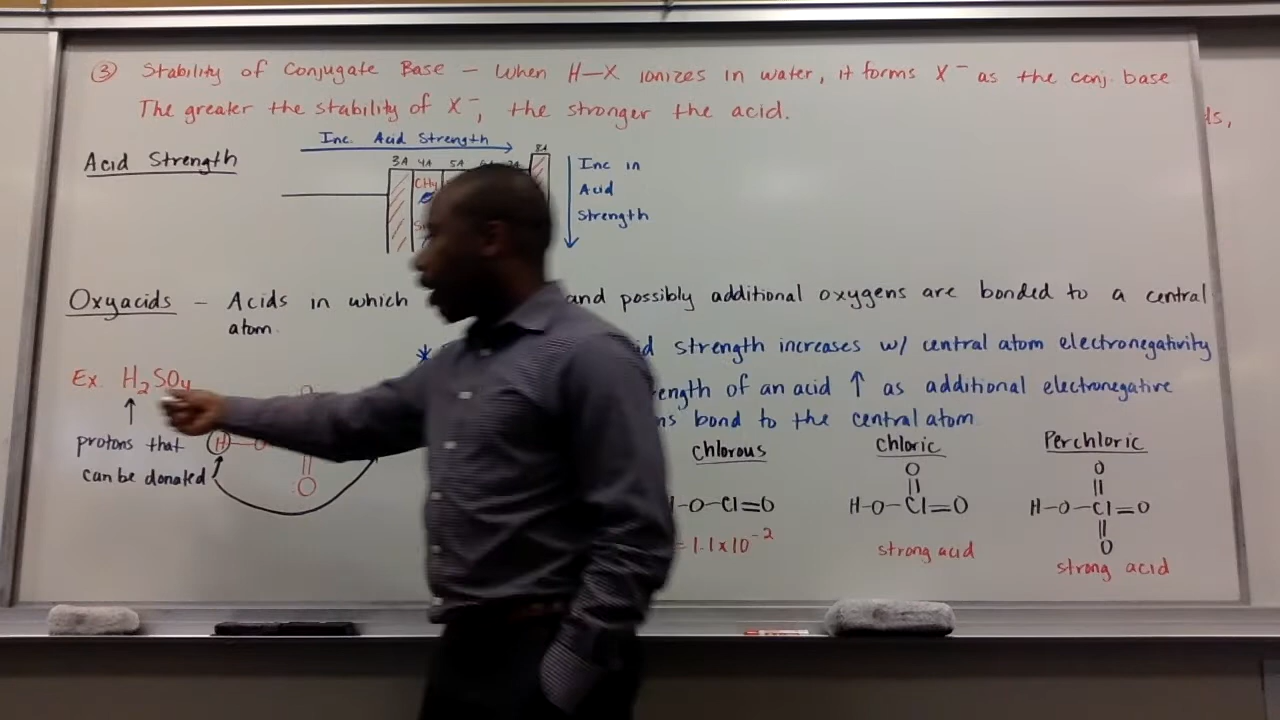 ③ Stability of Conjugate Base – When H–X ionizes in water, it forms X⁻ as the conj. base
The greater the stability of X⁻, the stronger the acid.
ds,
Inc. Acid Strength
Acid Strength
3A 4A 5A 8A
CH4
Inc in
Acid
Strength
Oxyacids – Acids in which and possibly additional oxygens are bonded to a central
atom.
* strength increases w/ central atom electronegativity
Ex. H2SO4
of an acid ↑ as additional electronegative
bond to the central atom
protons that
can be donated
H
O
Chlorous
-O-Cl=O
= 1.1x10⁻²
Chloric
O
H-O-Cl=O
strong acid
Perchloric
O
H-O-Cl=O
O
strong acid